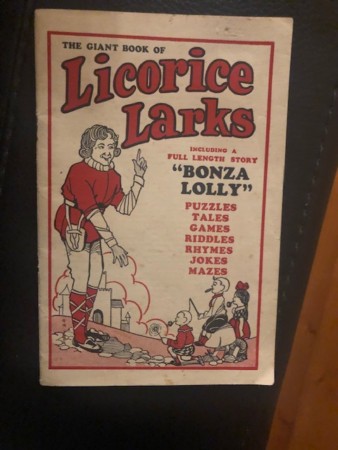 THE GIANT BOOK OF
Licorice
Larks
INCLUDING A
FULL LENGTH STORY
"BONZA
LOLLY"
PUZZLES
TALES
GAMES
RIDDLES
RHYMES
JOKES
MAZES